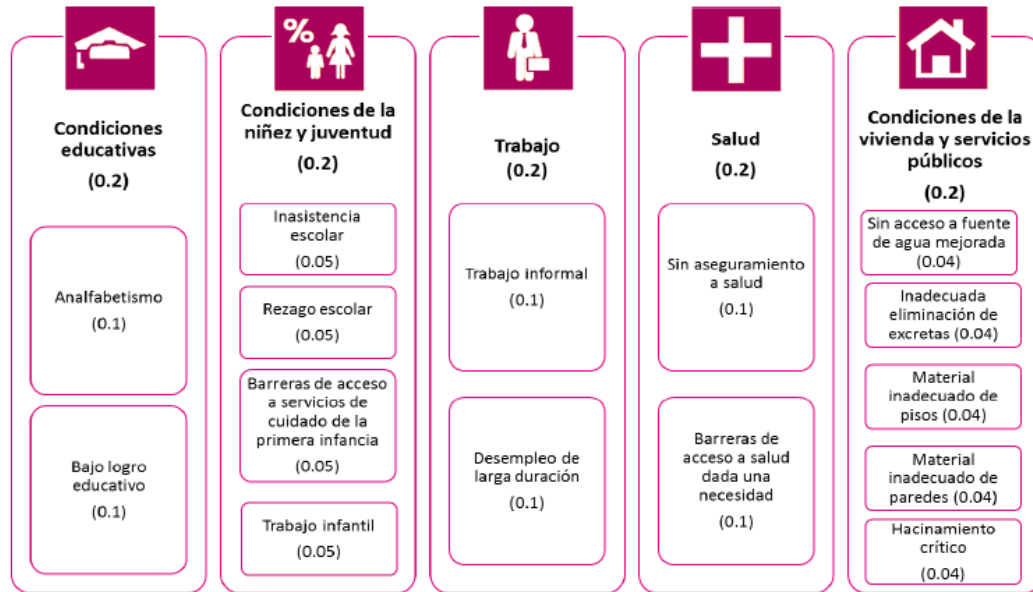 Condiciones
educativas
(0.2)
Analfabetismo
(0.1)
Bajo logro
educativo
(0.1)
%
Condiciones de la
niñez y juventud
(0.2)
Inasistencia
escolar
(0.05)
Rezago escolar
(0.05)
Barreras de acceso
a servicios de
cuidado de la
primera infancia
(0.05)
Trabajo infantil
(0.05)
Trabajo
(0.2)
Trabajo informal
(0.1)
Desempleo de
larga duración
(0.1)
Salud
(0.2)
Sin aseguramiento
a salud
(0.1)
Barreras de
acceso a salud
dada una
necesidad
(0.1)
Condiciones de la
vivienda y servicios
públicos
(0.2)
Sin acceso a fuente
de agua mejorada
(0.04)
Inadecuada
eliminación de
excretas (0.04)
Material
inadecuado de
pisos (0.04)
Material
inadecuado de
paredes (0.04)
Hacinamiento
crítico
(0.04)